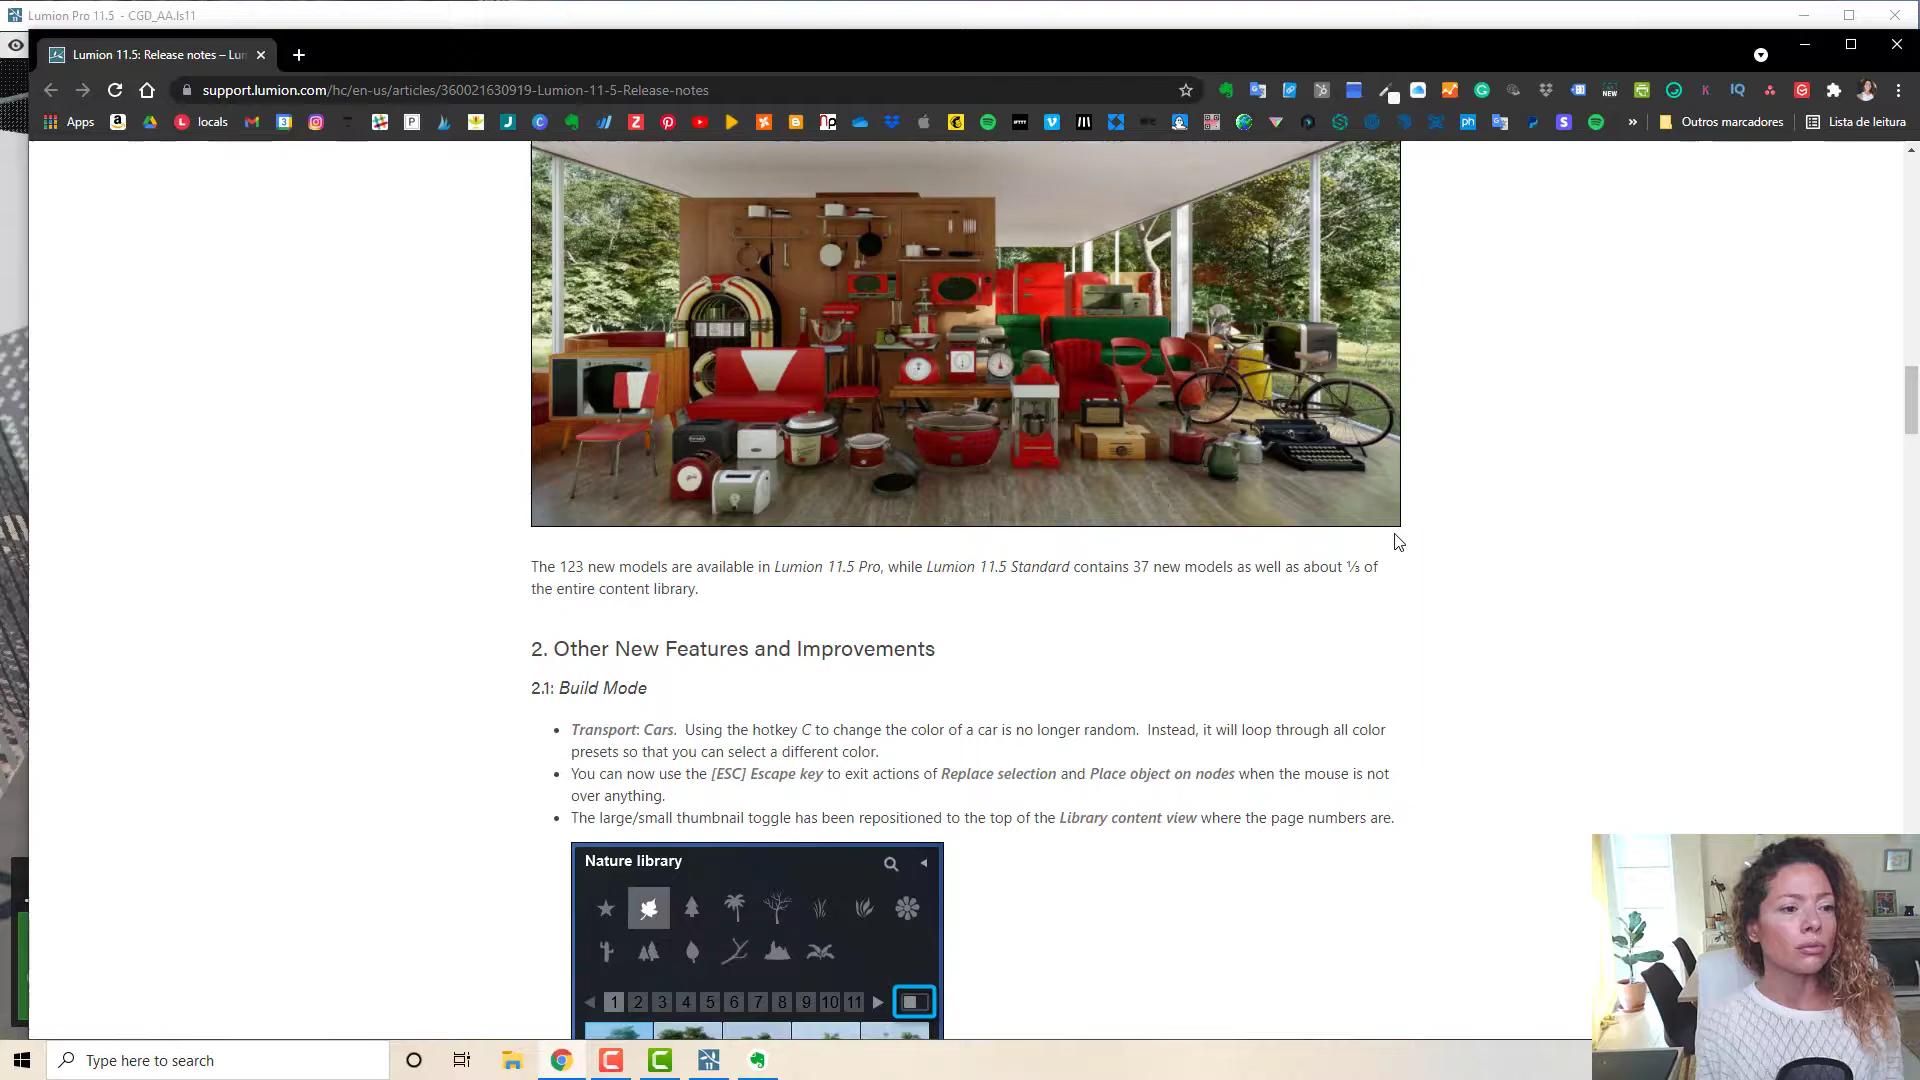 Lumion Pro 11.5 - CGD_AA.ls11
Lumion 11.5: Release notes – Lum
support.lumion.com/hc/en-us/articles/360021630919-Lumion-11-5-Release-notes
Apps
locals
Outros marcadores
Lista de leitura
The 123 new models are available in Lumion 11.5 Pro, while Lumion 11.5 Standard contains 37 new models as well as about ⅓ of
the entire content library.
2. Other New Features and Improvements
2.1: Build Mode
• Transport: Cars. Using the hotkey C to change the color of a car is no longer random. Instead, it will loop through all color
presets so that you can select a different color.
• You can now use the [ESC] Escape key to exit actions of Replace selection and Place object on nodes when the mouse is not
over anything.
• The large/small thumbnail toggle has been repositioned to the top of the Library content view where the page numbers are.
Nature library
1 2 3 4 5 6 7 8 9 10 11
Type here to search